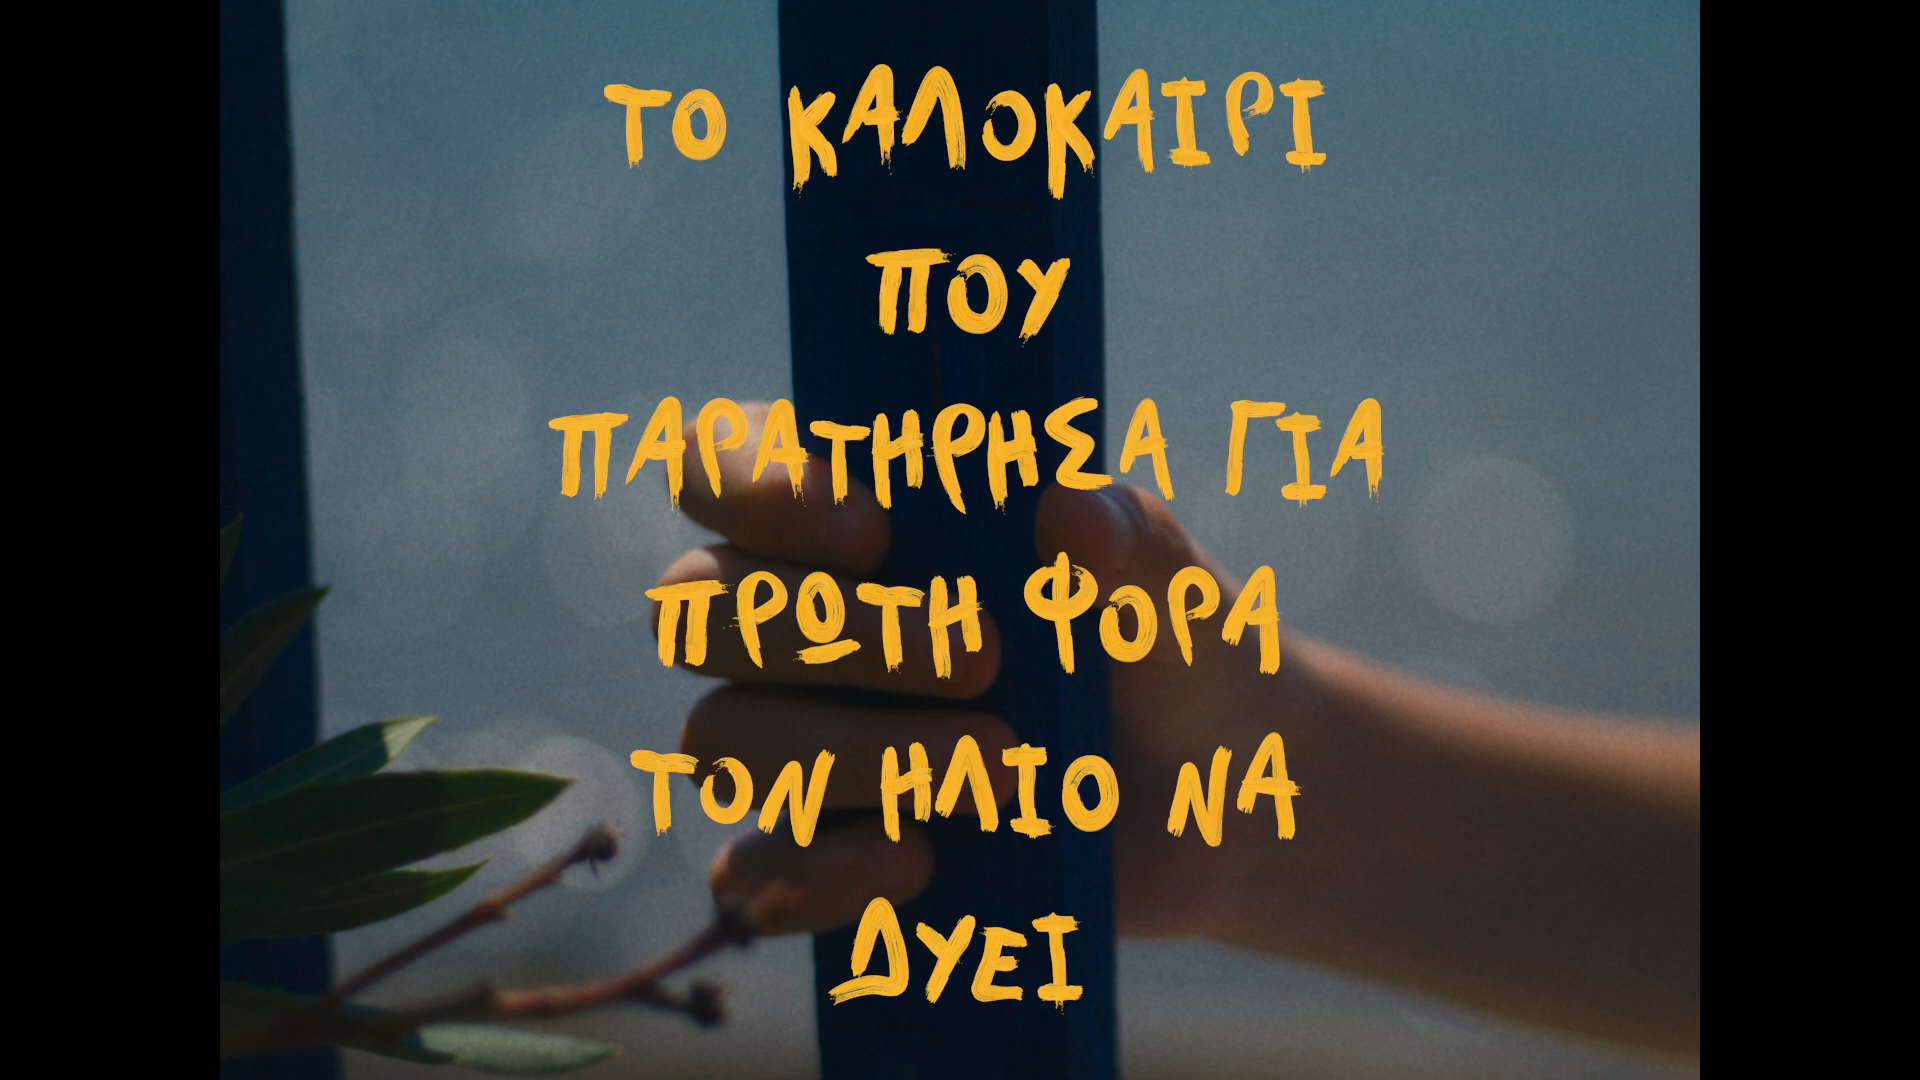 ΤΟ ΚΑΛΟΚΑΙΡΙ
ΠΟΥ
ΠΑΡΑΤΗΡΗΣΑ ΓΙΑ
ΠΡΩΤΗ ΦΟΡΑ
ΤΟΝ ΗΛΙΟ ΝΑ
ΔΥΕΙ